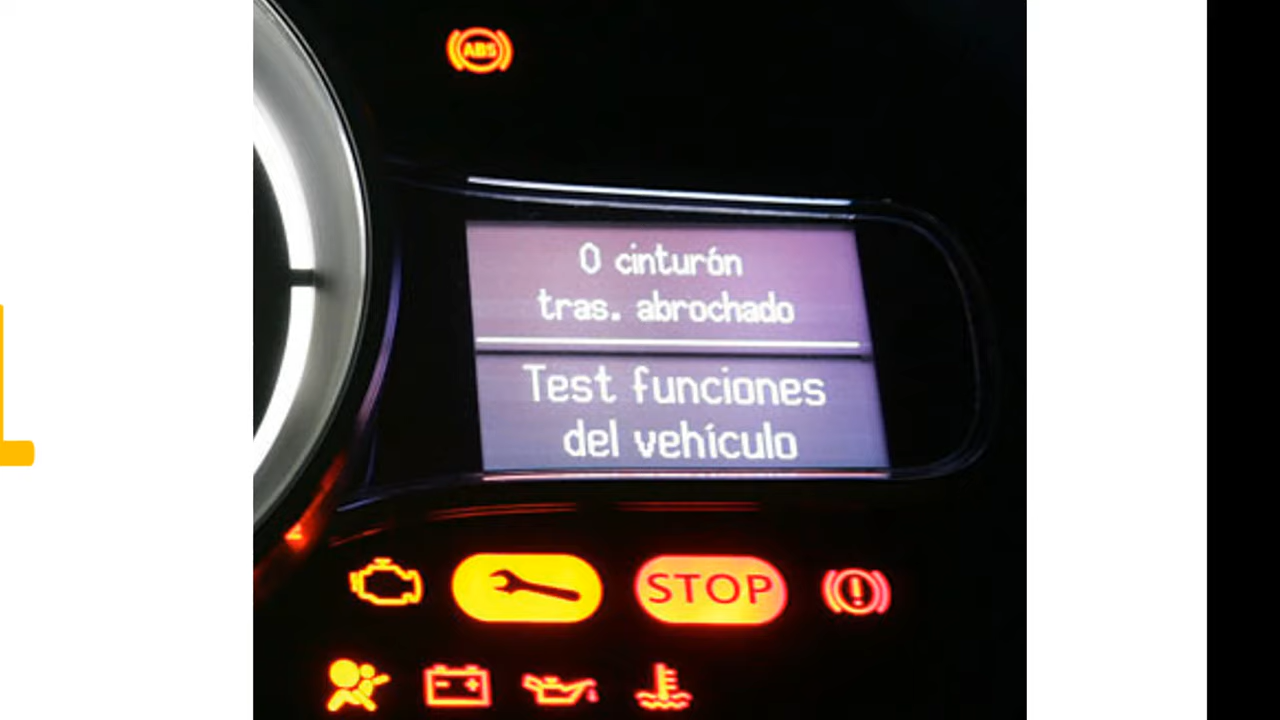 ABS
0 cinturón
tras. abrochado
Test funciones
del vehículo
STOP